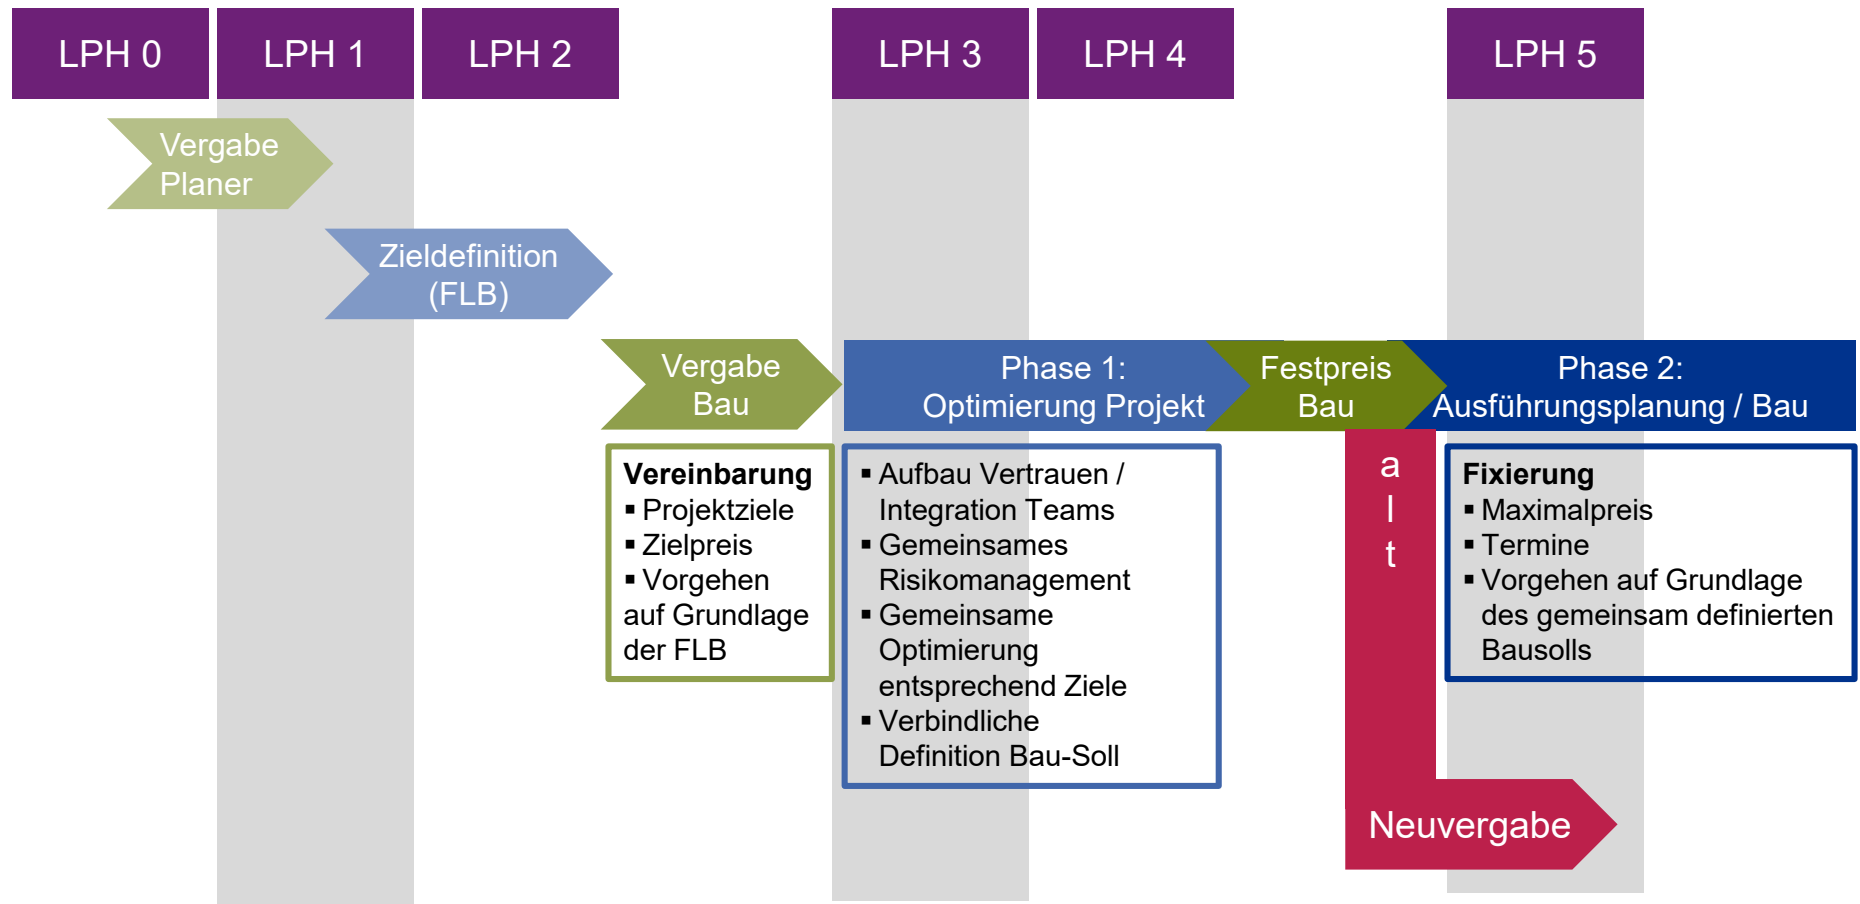 LPH 0
LPH 1
LPH 2
LPH 3
LPH 4
LPH 5
Vergabe
Planer
Zieldefinition
(FLB)
Vergabe
Bau
Phase 1:
Optimierung Projekt
Festpreis
Bau
Phase 2:
Ausführungsplanung / Bau
Vereinbarung
▪ Projektziele
▪ Zielpreis
▪ Vorgehen
auf Grundlage
der FLB
▪ Aufbau Vertrauen /
Integration Teams
▪ Gemeinsames
Risikomanagement
▪ Gemeinsame
Optimierung
entsprechend Ziele
▪ Verbindliche
Definition Bau-Soll
a
l
t
Neuvergabe
Fixierung
▪ Maximalpreis
▪ Termine
▪ Vorgehen auf Grundlage
des gemeinsam definierten
Bausolls